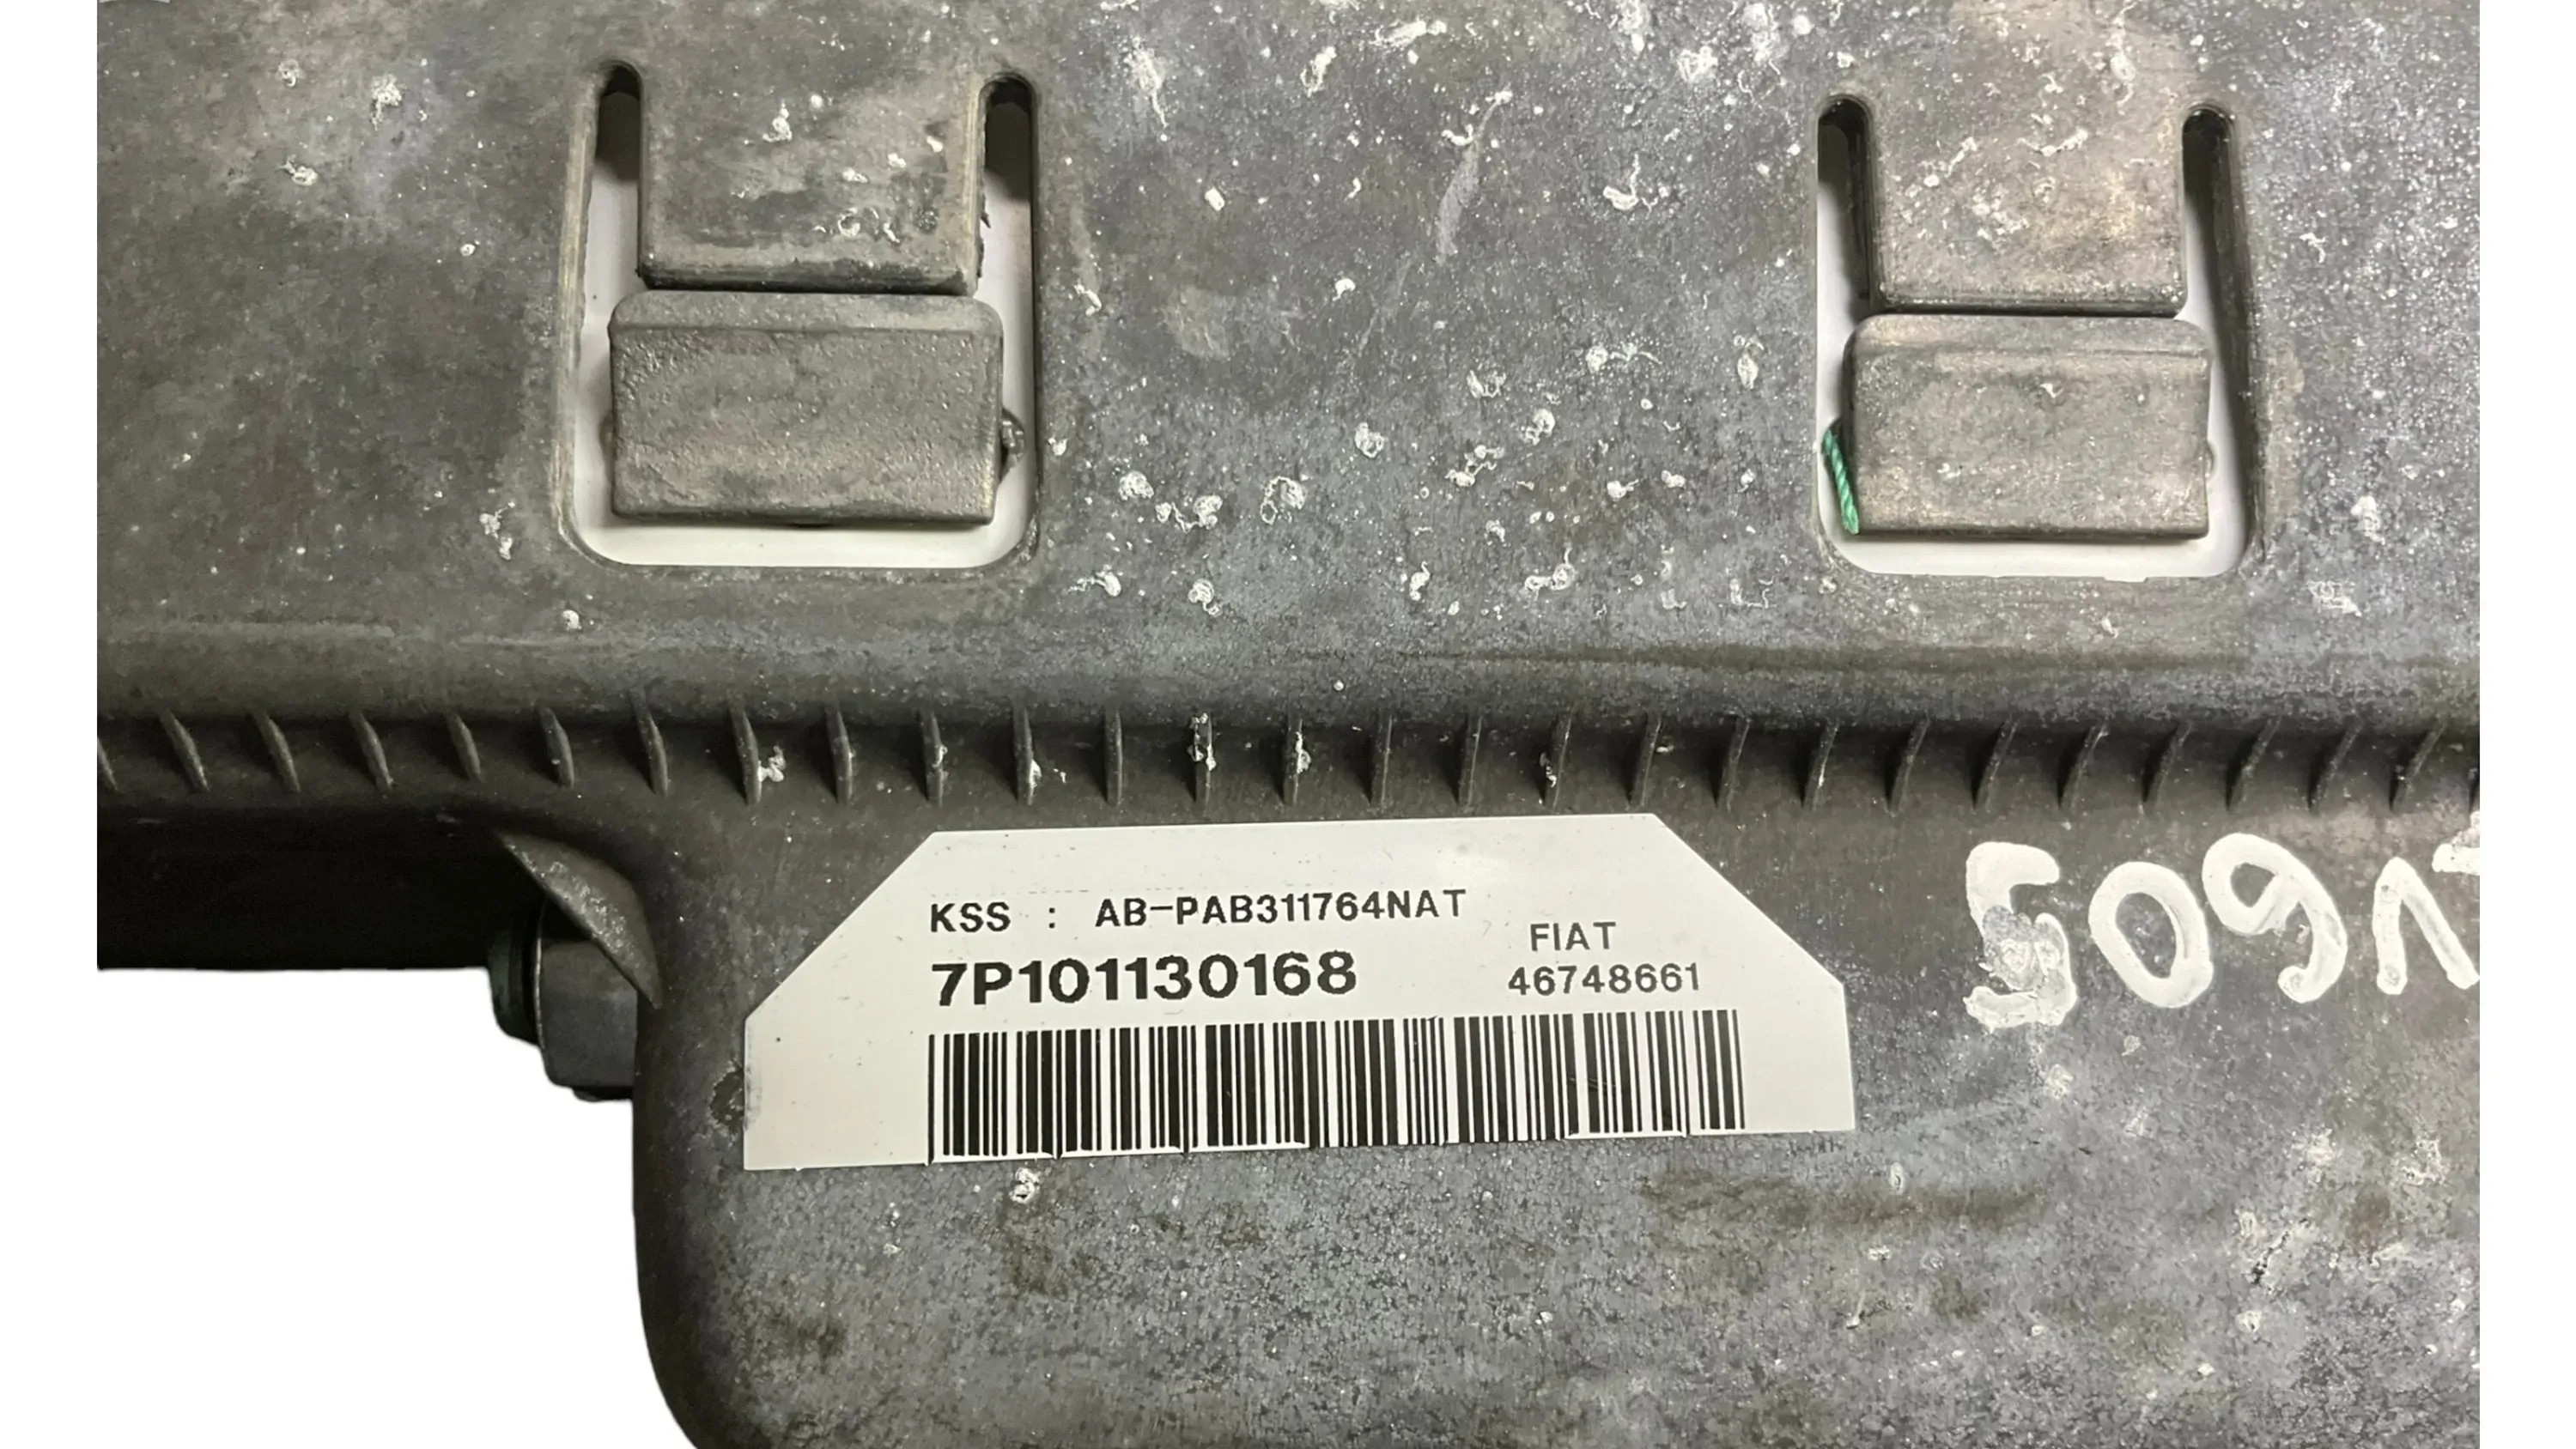 KSS : AB-PAB311764NAT
FIAT
7P101130168
46748661